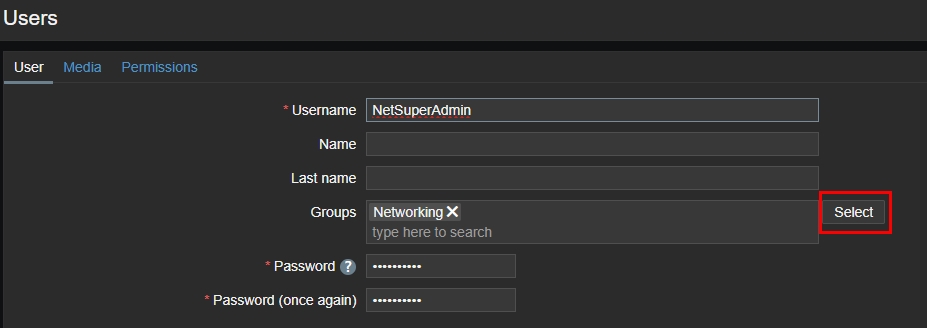 Users
User Media Permissions
* Username NetSuperAdmin
Name
Last name
Groups Networking ✕ Select
type here to search
* Password ? ••••••••••
* Password (once again) ••••••••••